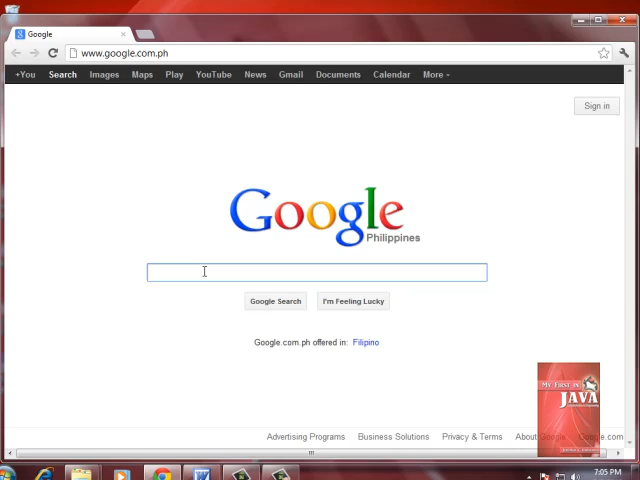 Google
www.google.com.ph
+You Search Images Maps Play YouTube News Gmail Documents Calendar More
Sign in
Google
Philippines
Google Search I'm Feeling Lucky
Google.com.ph offered in: Filipino
MY FIRST IN
JAVA
Advertising Programs Business Solutions Privacy & Terms About Google Google.com
7:05 PM